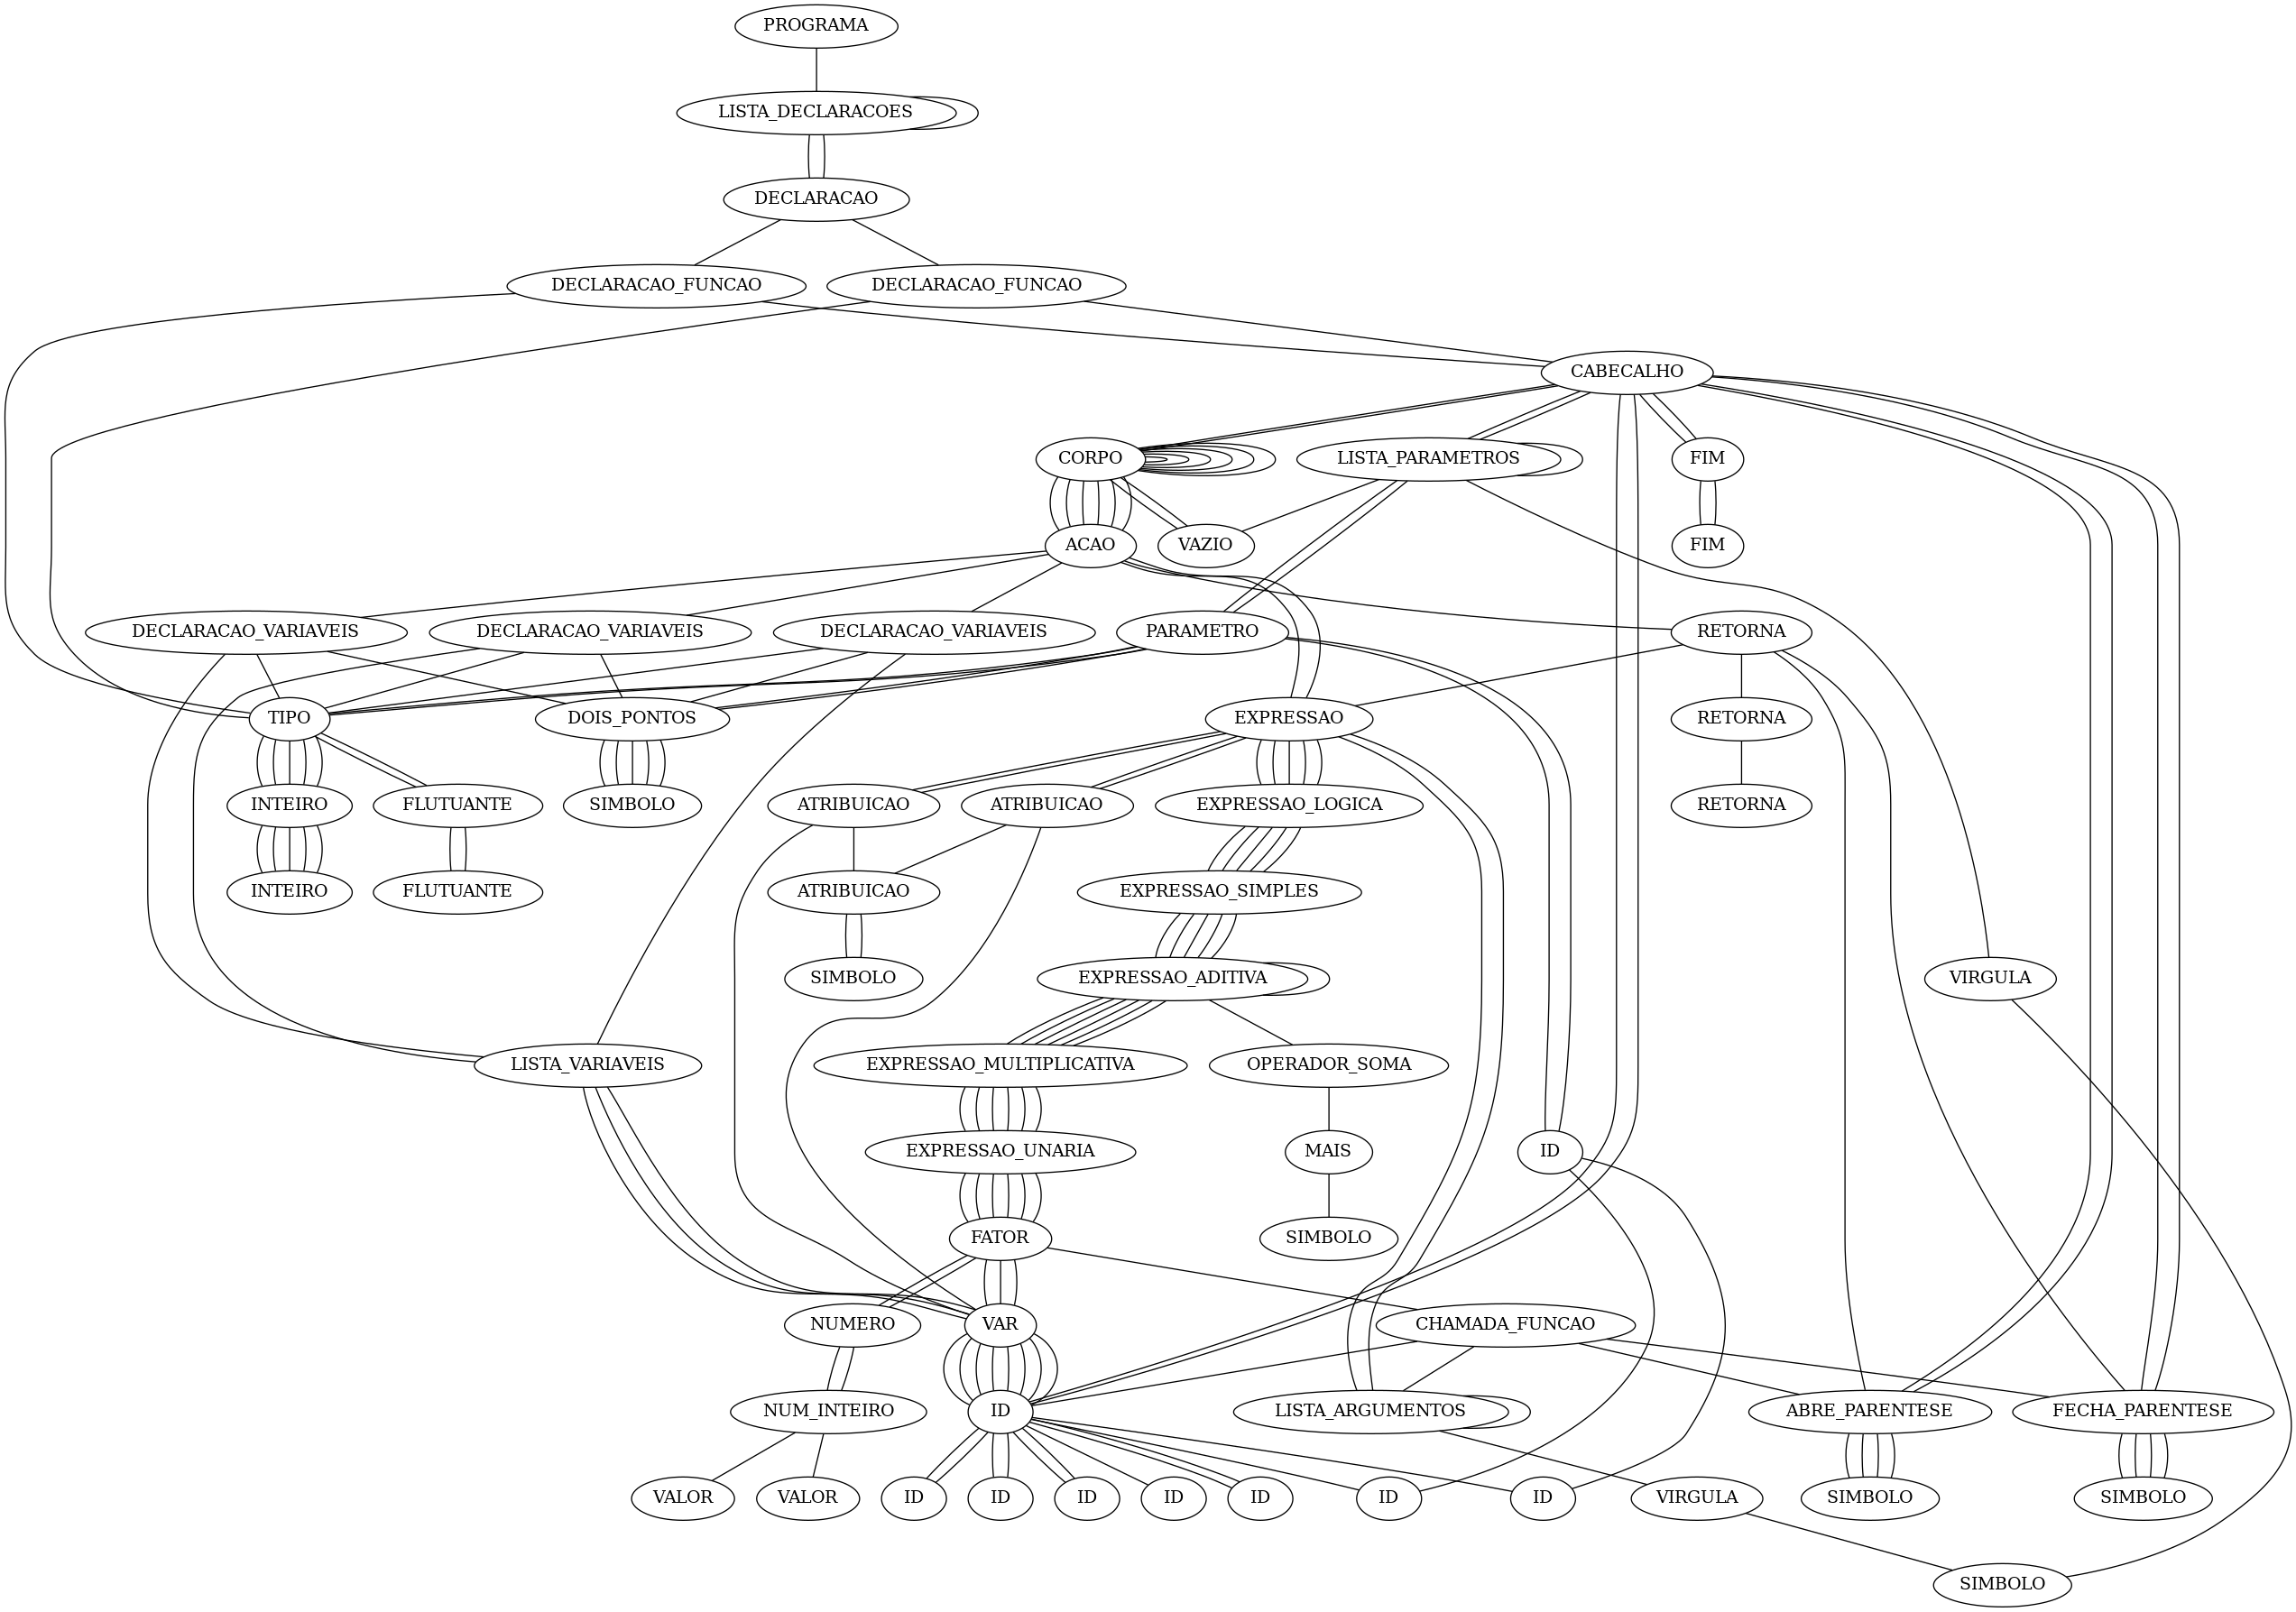 PROGRAMA
LISTA_DECLARACOES
DECLARACAO
DECLARACAO_FUNCAO
DECLARACAO_FUNCAO
CABECALHO
CORPO
LISTA_PARAMETROS
FIM
ACAO
VAZIO
FIM
DECLARACAO_VARIAVEIS
DECLARACAO_VARIAVEIS
DECLARACAO_VARIAVEIS
PARAMETRO
RETORNA
TIPO
DOIS_PONTOS
EXPRESSAO
RETORNA
INTEIRO
FLUTUANTE
SIMBOLO
ATRIBUICAO
ATRIBUICAO
EXPRESSAO_LOGICA
RETORNA
INTEIRO
FLUTUANTE
ATRIBUICAO
EXPRESSAO_SIMPLES
SIMBOLO
EXPRESSAO_ADITIVA
VIRGULA
LISTA_VARIAVEIS
EXPRESSAO_MULTIPLICATIVA
OPERADOR_SOMA
EXPRESSAO_UNARIA
MAIS
ID
FATOR
SIMBOLO
NUMERO
VAR
CHAMADA_FUNCAO
NUM_INTEIRO
ID
LISTA_ARGUMENTOS
ABRE_PARENTESE
FECHA_PARENTESE
VALOR
VALOR
ID
ID
ID
ID
ID
ID
ID
VIRGULA
SIMBOLO
SIMBOLO
SIMBOLO